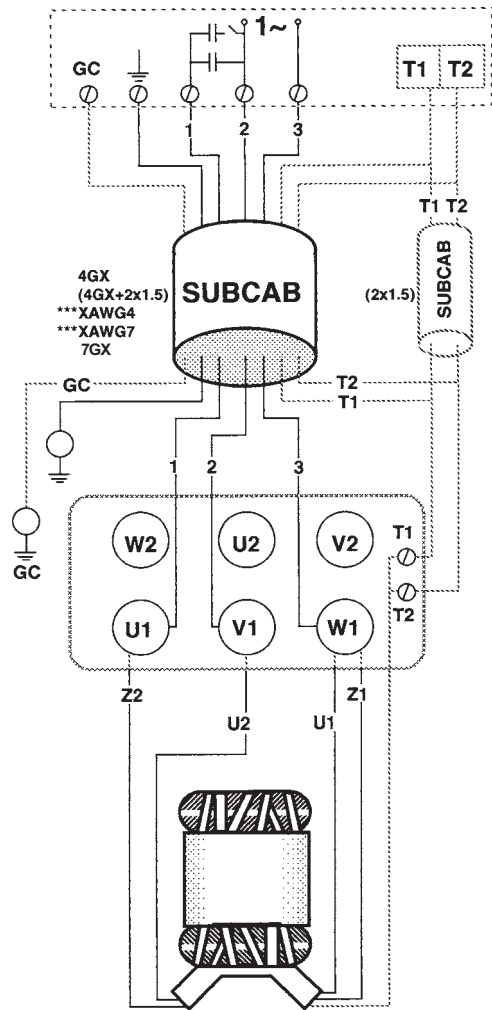 1~
GC
T1 T2
1 2 3
T1 T2
4GX
(4GX+2x1.5)
***XAWG4
***XAWG7
7GX
SUBCAB
(2x1.5)
SUBCAB
GC
T2
T1
1 2 3
GC
W2 U2 V2
T1
U1 V1 W1
T2
Z2 U2 U1 Z1